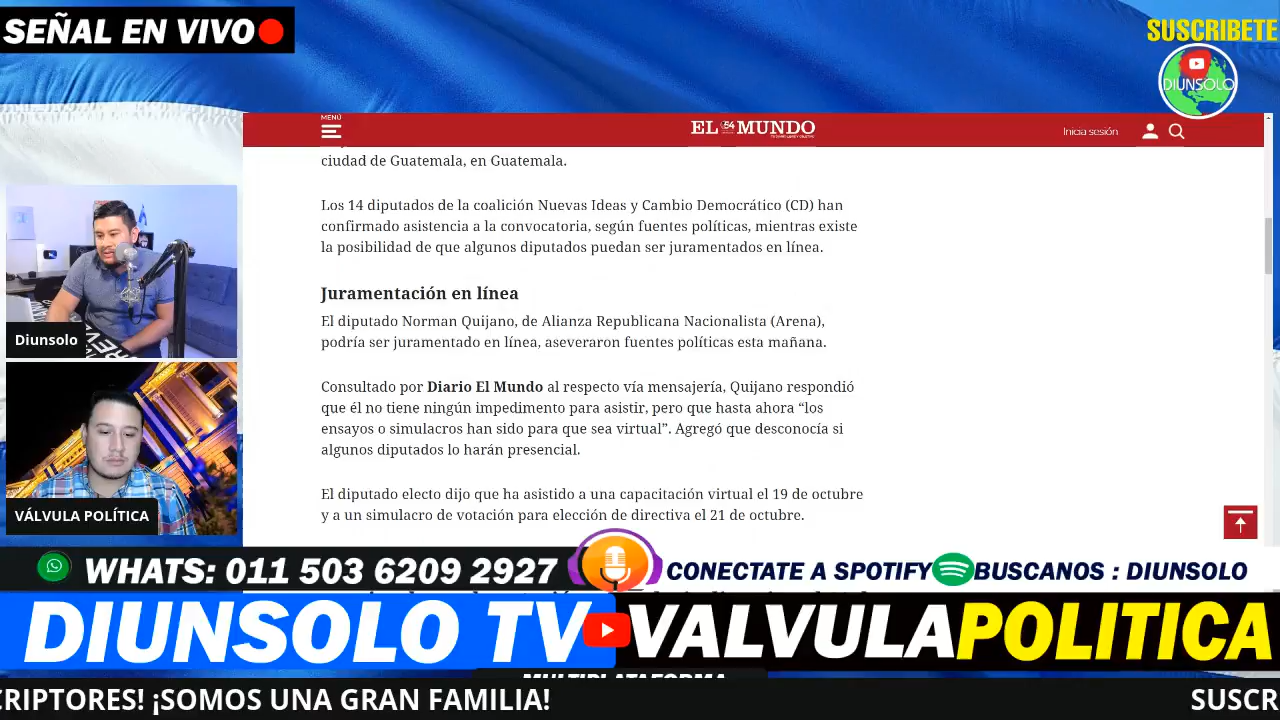 SEÑAL EN VIVO
SUSCRIBETE
DIUNSOLO
MENÚ
EL 54 MUNDO
Inicia sesión
ciudad de Guatemala, en Guatemala.
Los 14 diputados de la coalición Nuevas Ideas y Cambio Democrático (CD) han
confirmado asistencia a la convocatoria, según fuentes políticas, mientras existe
la posibilidad de que algunos diputados puedan ser juramentados en línea.
Juramentación en línea
El diputado Norman Quijano, de Alianza Republicana Nacionalista (Arena),
podría ser juramentado en línea, aseveraron fuentes políticas esta mañana.
Consultado por Diario El Mundo al respecto vía mensajería, Quijano respondió
que él no tiene ningún impedimento para asistir, pero que hasta ahora “los
ensayos o simulacros han sido para que sea virtual”. Agregó que desconocía si
algunos diputados lo harán presencial.
El diputado electo dijo que ha asistido a una capacitación virtual el 19 de octubre
y a un simulacro de votación para elección de directiva el 21 de octubre.
Diunsolo
VÁLVULA POLÍTICA
WHATS: 011 503 6209 2927
CONECTATE A SPOTIFY BUSCANOS : DIUNSOLO
DIUNSOLO TV VALVULA POLITICA
MULTIPLATAFORMA
CRIPTORES! ¡SOMOS UNA GRAN FAMILIA!
SUSCR